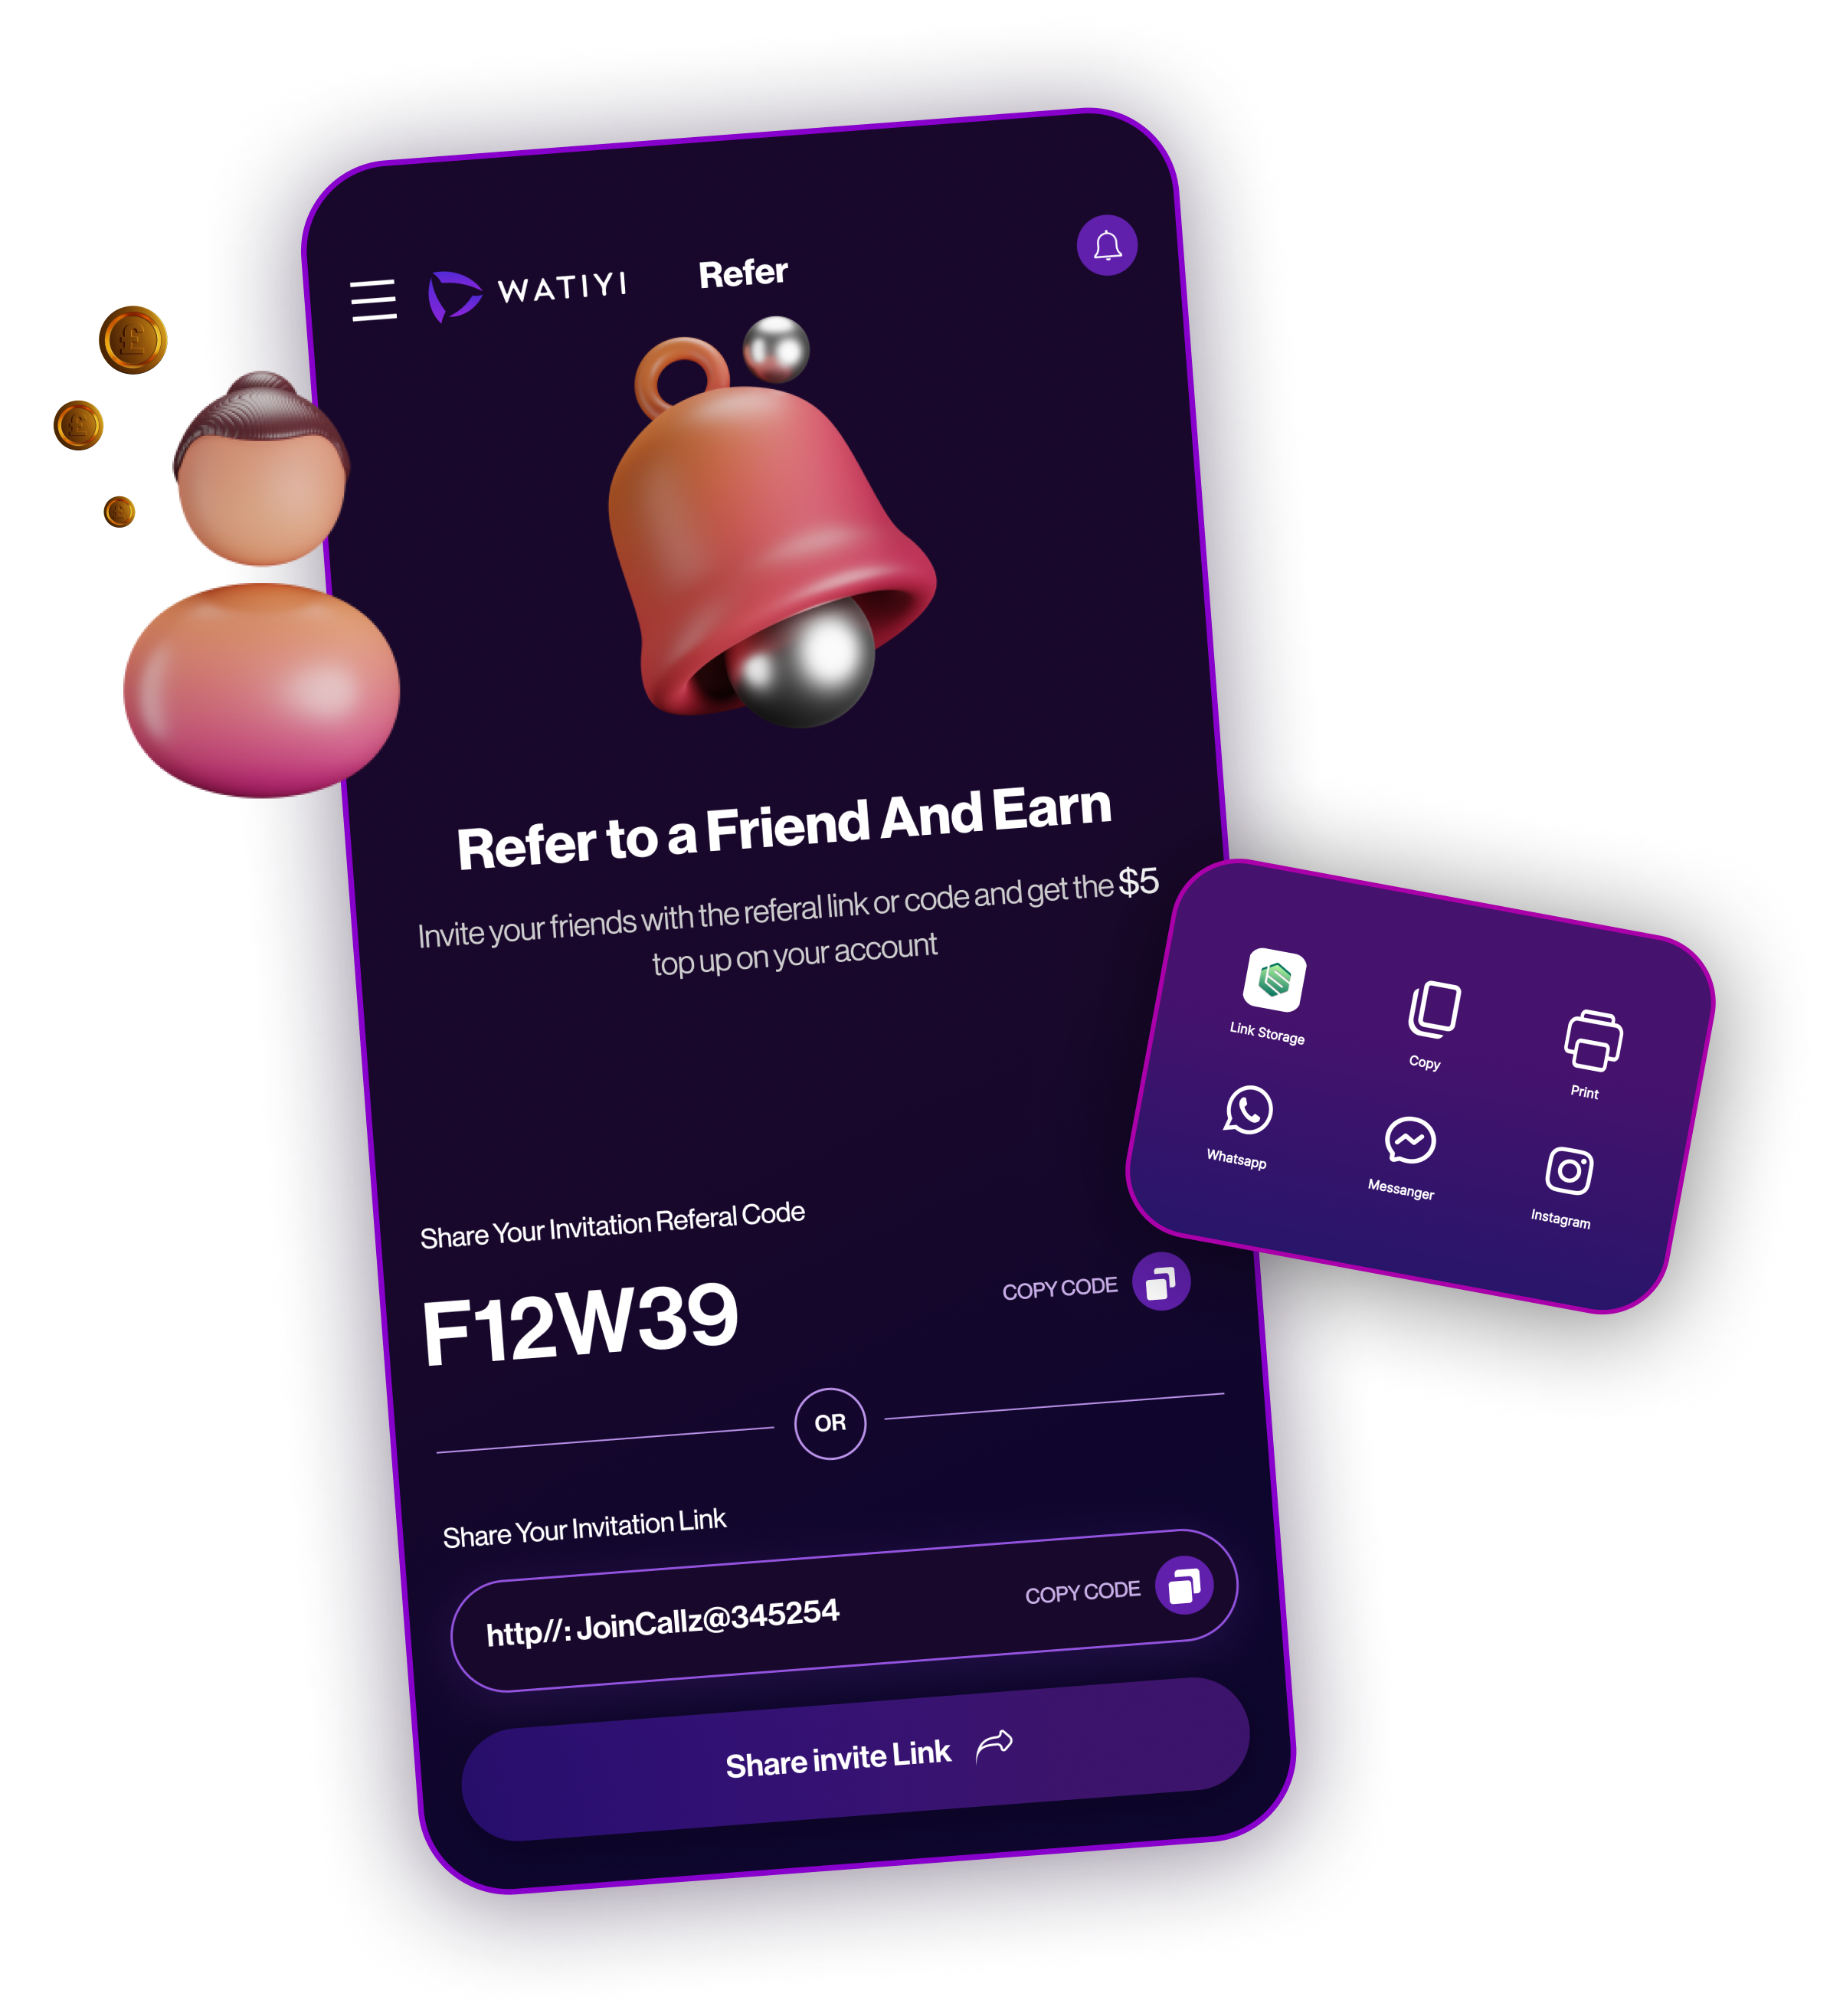 WATIYI
Refer
£
£
£
Refer to a Friend And Earn
Invite your friends with the referal link or code and get the $5
top up on your account
Link Storage
Copy
Print
Whatsapp
Messanger
Instagram
Share Your Invitation Referal Code
F12W39
COPY CODE
OR
Share Your Invitation Link
http//: JoinCallz@345254
COPY CODE
Share invite Link